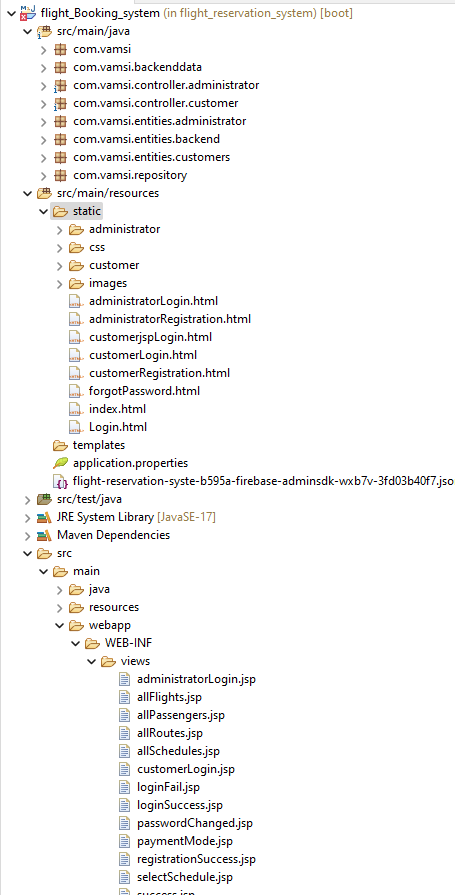 flight_Booking_system (in flight_reservation_system) [boot]
src/main/java
com.vamsi
com.vamsi.backenddata
com.vamsi.controller.administrator
com.vamsi.controller.customer
com.vamsi.entities.administrator
com.vamsi.entities.backend
com.vamsi.entities.customers
com.vamsi.repository
src/main/resources
static
administrator
css
customer
images
administratorLogin.html
administratorRegistration.html
customerjspLogin.html
customerLogin.html
customerRegistration.html
forgotPassword.html
index.html
Login.html
templates
application.properties
flight-reservation-syste-b595a-firebase-adminsdk-wxb7v-3fd03b40f7.jso
src/test/java
JRE System Library [JavaSE-17]
Maven Dependencies
src
main
java
resources
webapp
WEB-INF
views
administratorLogin.jsp
allFlights.jsp
allPassengers.jsp
allRoutes.jsp
allSchedules.jsp
customerLogin.jsp
loginFail.jsp
loginSuccess.jsp
passwordChanged.jsp
paymentMode.jsp
registrationSuccess.jsp
selectSchedule.jsp
success.jsp